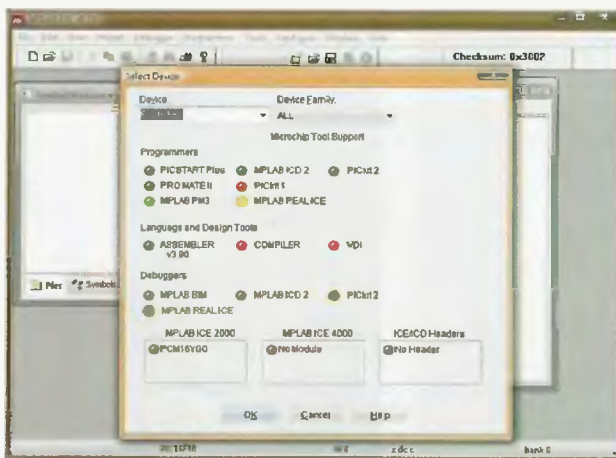 Checksum: 0x3002
Select Device
Device:
Device Family:
ALL
Microchip Tool Support
Programmers
PICSTART Plus MPLAB ICD 2 PICkit 2
PRO MATE II PICkit 1
MPLAB PM3 MPLAB REAL ICE
Language and Design Tools
ASSEMBLER COMPILER VDI
v3.90
Debuggers
MPLAB SIM MPLAB ICD 2 PICkit 2
MPLAB REAL ICE
Files Symbols
MPLAB ICE 2000 MPLAB ICE 4000 ICE/ICD Headers
PCM16YG0 No Module No Header
OK Cancel Help
z dc c bank 0